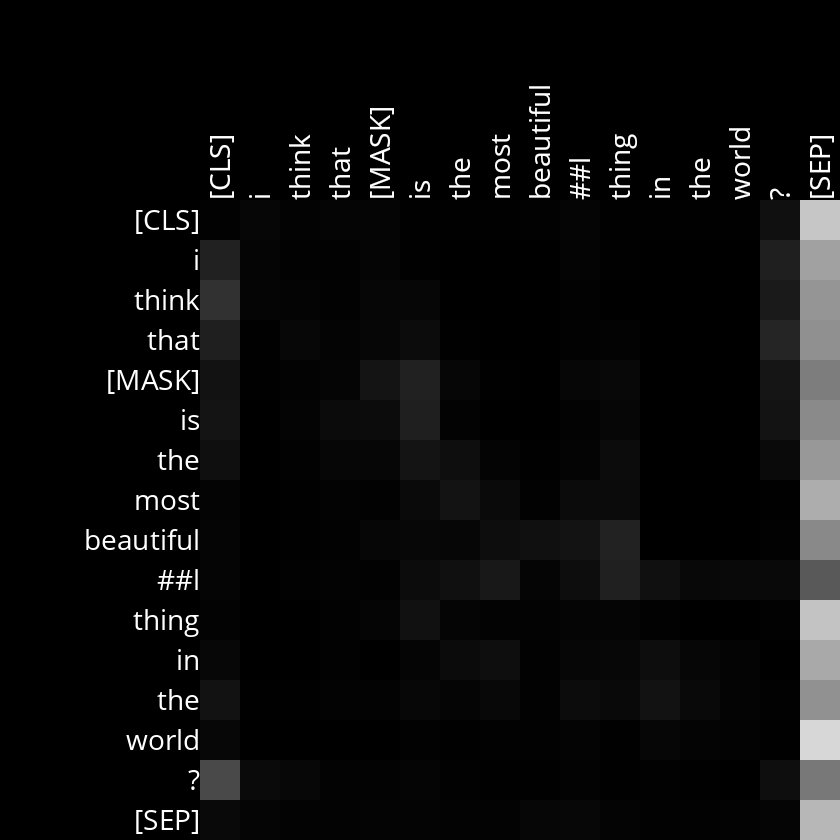 [CLS] i think that [MASK] is the most beautiful ##l thing in the world ? [SEP]
[CLS]
i
think
that
[MASK]
is
the
most
beautiful
##l
thing
in
the
world
?
[SEP]